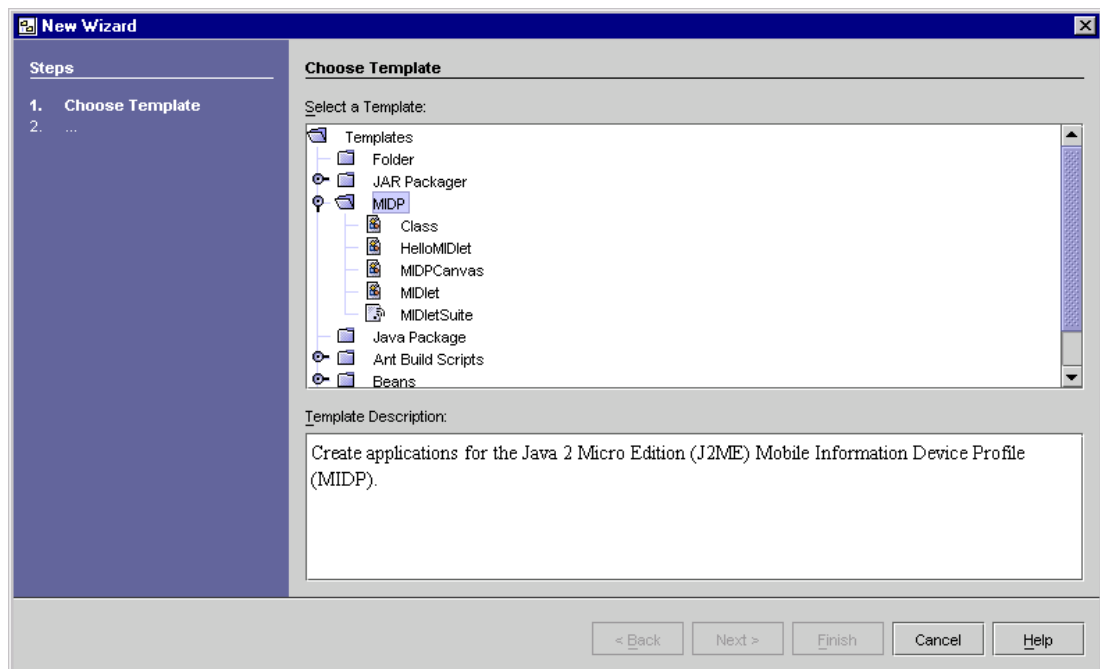 New Wizard
Steps
1. Choose Template
2. ...
Choose Template
Select a Template:
Templates
Folder
JAR Packager
MIDP
Class
HelloMIDlet
MIDPCanvas
MIDlet
MIDletSuite
Java Package
Ant Build Scripts
Beans
Template Description:
Create applications for the Java 2 Micro Edition (J2ME) Mobile Information Device Profile
(MIDP).
< Back Next > Finish Cancel Help